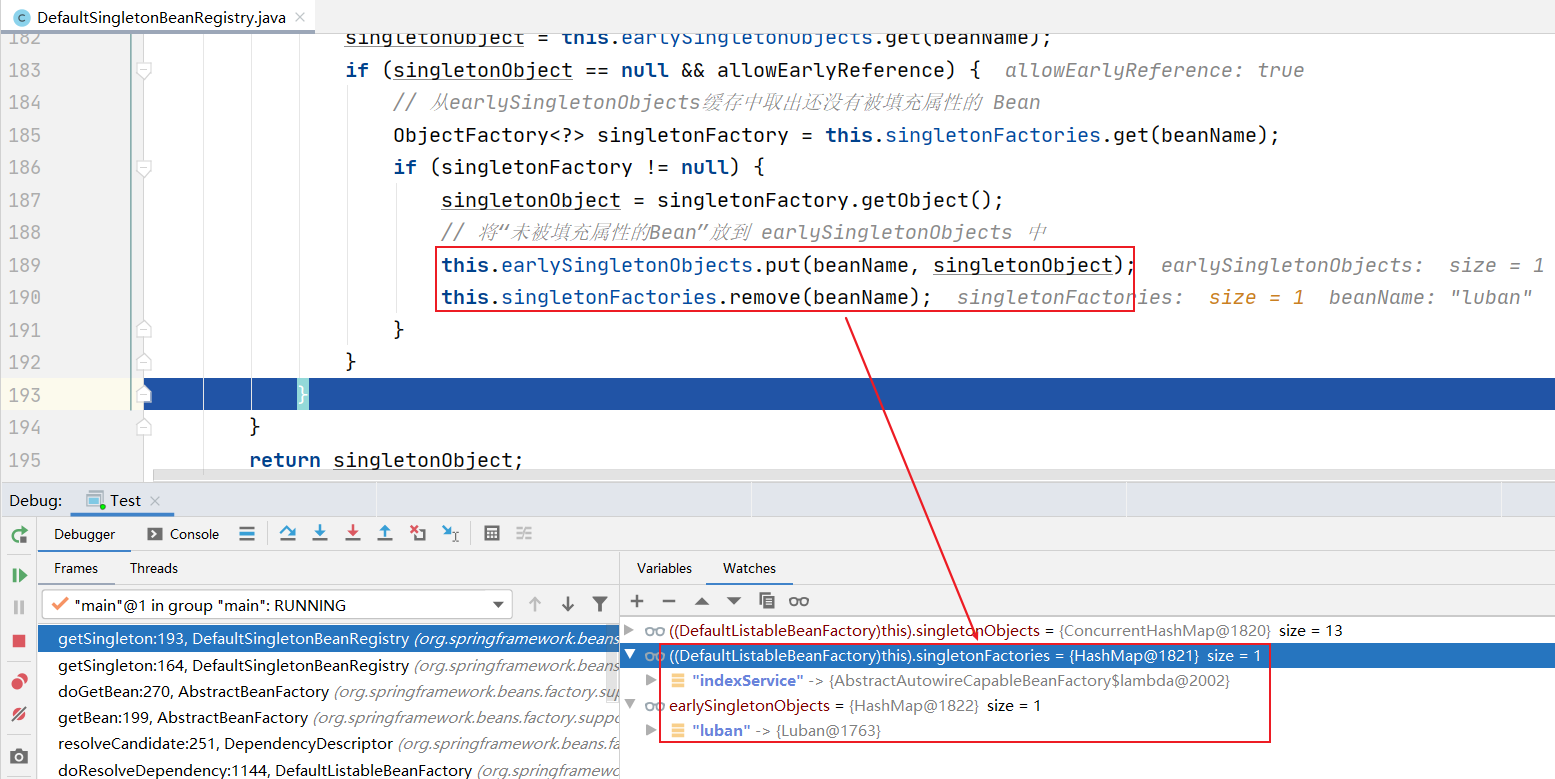 DefaultSingletonBeanRegistry.java
182 singletonObject = this.earlySingletonObjects.get(beanName);
183 if (singletonObject == null && allowEarlyReference) { allowEarlyReference: true
184 // 从earlySingletonObjects缓存中取出还没有被填充属性的 Bean
185 ObjectFactory<?> singletonFactory = this.singletonFactories.get(beanName);
186 if (singletonFactory != null) {
187 singletonObject = singletonFactory.getObject();
188 // 将“未被填充属性的Bean”放到 earlySingletonObjects 中
189 this.earlySingletonObjects.put(beanName, singletonObject); earlySingletonObjects: size = 1
190 this.singletonFactories.remove(beanName); singletonFactories: size = 1 beanName: "luban"
191 }
192 }
193 }
194 }
195 return singletonObject;
Debug: Test
Debugger Console
Frames Threads
Variables Watches
"main"@1 in group "main": RUNNING
getSingleton:193, DefaultSingletonBeanRegistry (org.springframework.beans
getSingleton:164, DefaultSingletonBeanRegistry (org.springframework.beans
doGetBean:270, AbstractBeanFactory (org.springframework.beans.factory.sup
getBean:199, AbstractBeanFactory (org.springframework.beans.factory.suppo
resolveCandidate:251, DependencyDescriptor (org.springframework.beans.fa
doResolveDependency:1144, DefaultListableBeanFactory (org.springframewo
((DefaultListableBeanFactory)this).singletonObjects = {ConcurrentHashMap@1820} size = 13
((DefaultListableBeanFactory)this).singletonFactories = {HashMap@1821} size = 1
"indexService" -> {AbstractAutowireCapableBeanFactory$lambda@2002}
earlySingletonObjects = {HashMap@1822} size = 1
"luban" -> {Luban@1763}